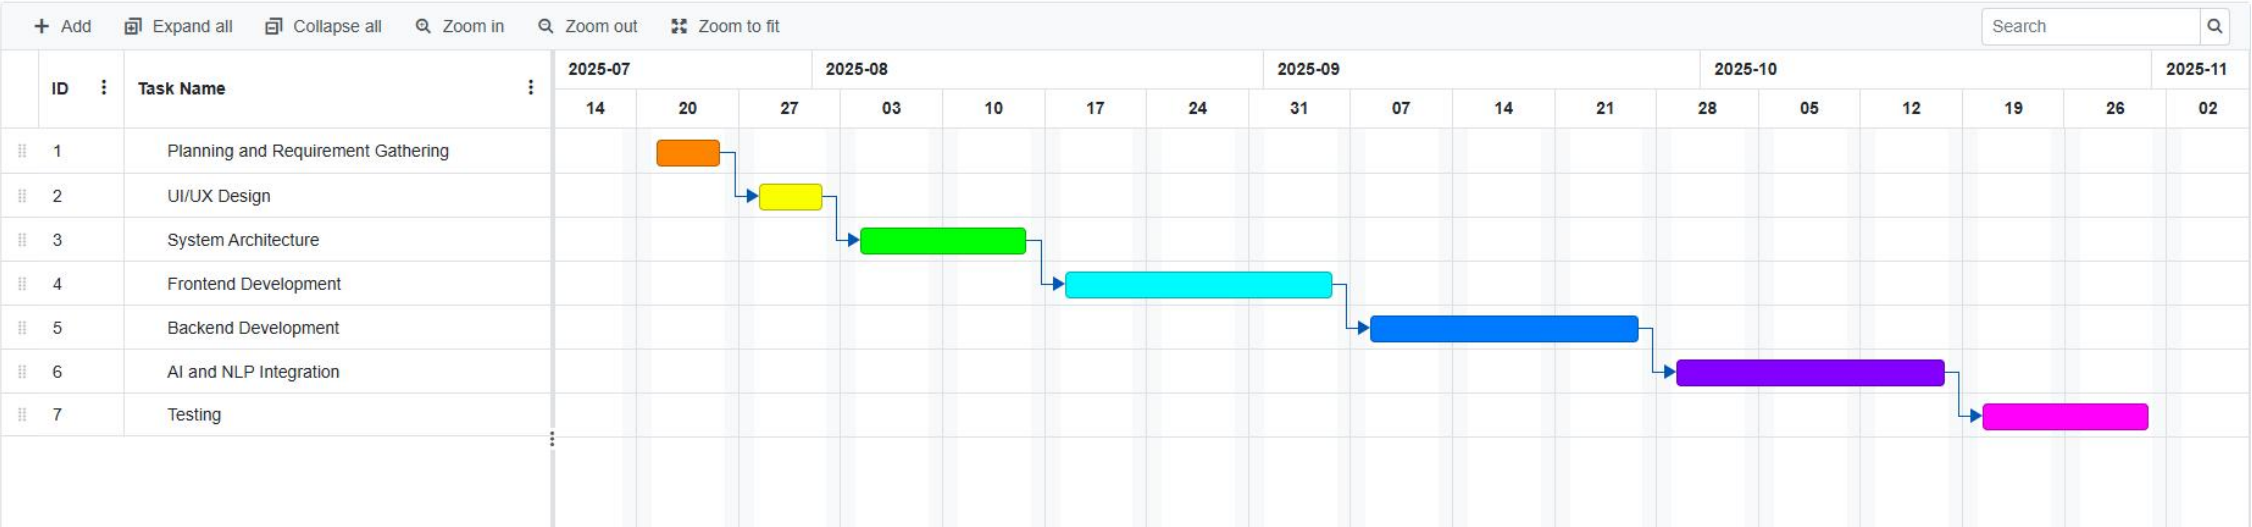 Add Expand all Collapse all Zoom in Zoom out Zoom to fit Search
2025-07 2025-08 2025-09 2025-10 2025-11
ID Task Name
14 20 27 03 10 17 24 31 07 14 21 28 05 12 19 26 02
1 Planning and Requirement Gathering
2 UI/UX Design
3 System Architecture
4 Frontend Development
5 Backend Development
6 AI and NLP Integration
7 Testing